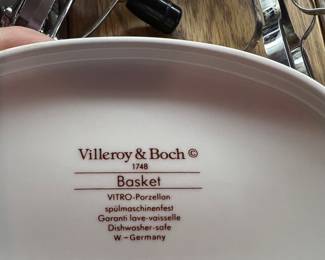 Villeroy & Boch ©
1748
Basket
VITRO-Porzellan
spülmaschinenfest
Garanti lave-vaisselle
Dishwasher-safe
W.-Germany